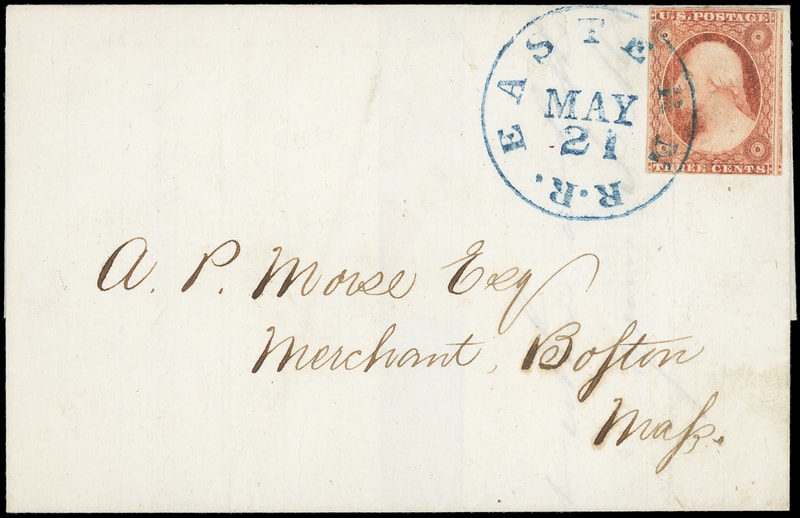 EASTERN R.R.
MAY
21
U.S. POSTAGE
THREE CENTS
A. P. Morse Esq
Merchant, Boſton
Maſs.